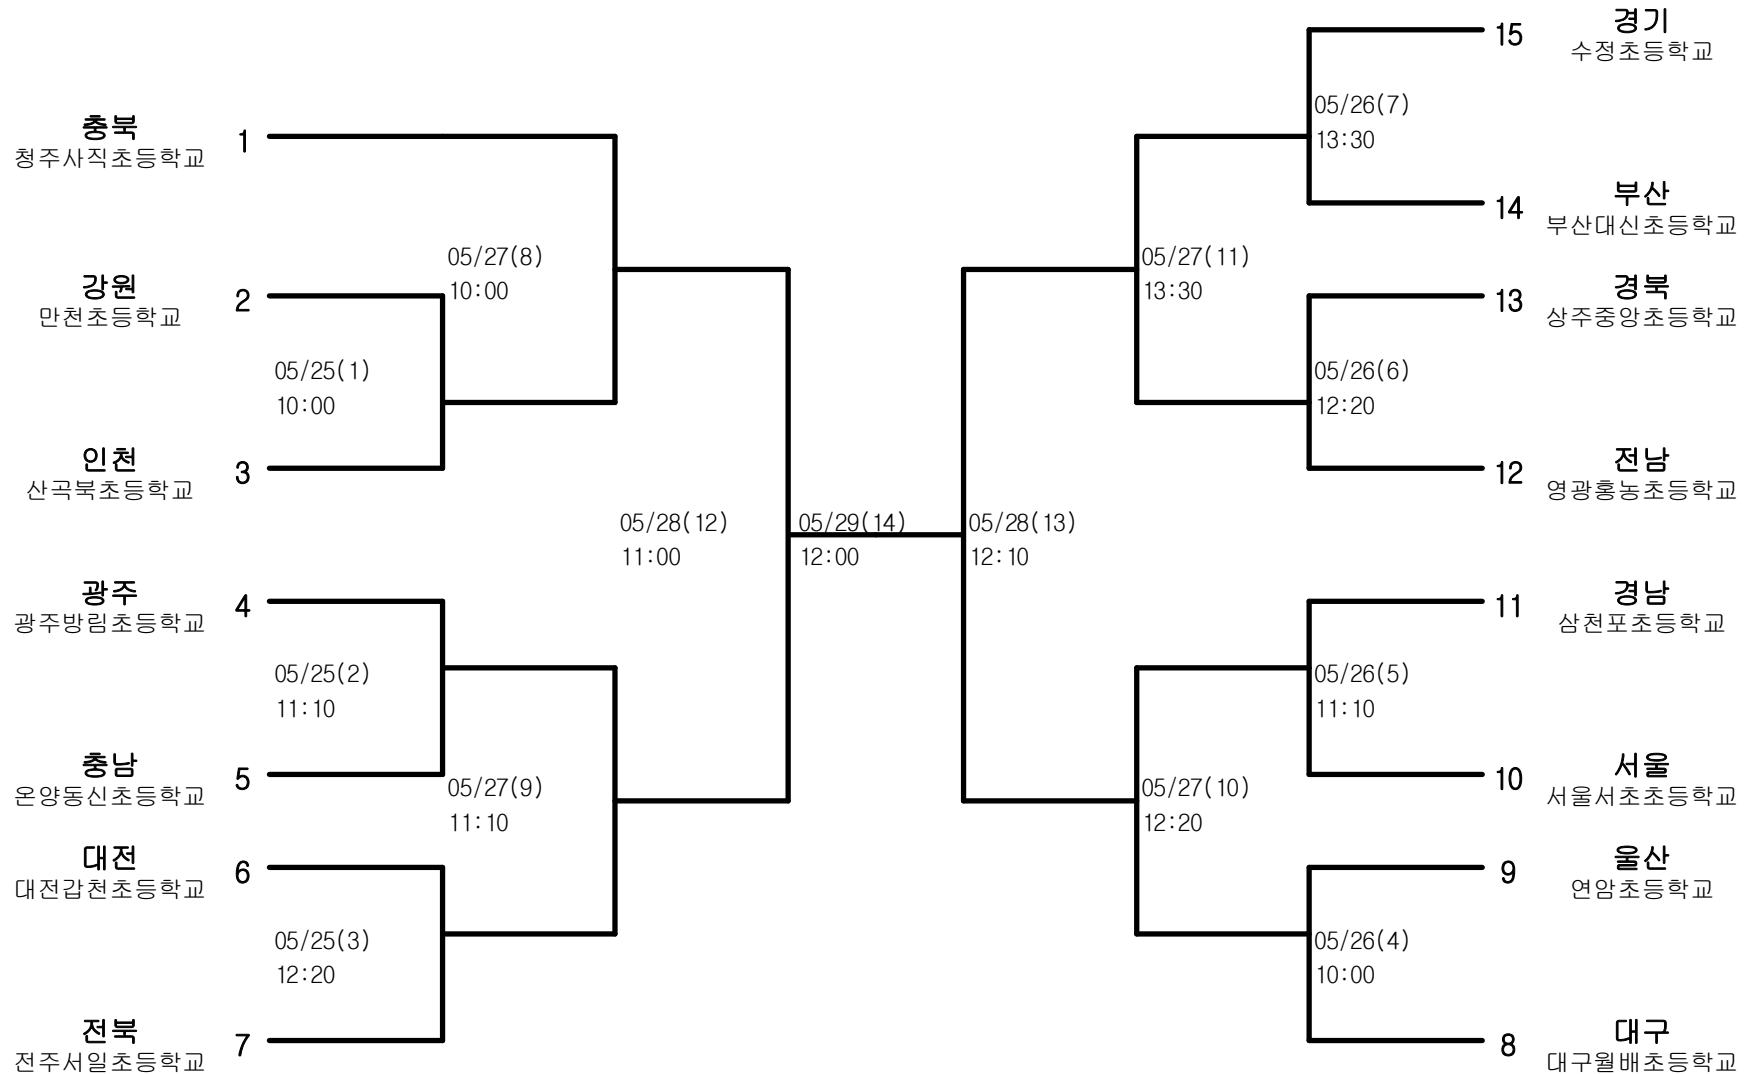 충북
청주사직초등학교
1
강원
만천초등학교
2
05/27(8)
10:00
05/25(1)
10:00
인천
산곡북초등학교
3
05/28(12)
11:00
광주
광주방림초등학교
4
05/25(2)
11:10
충남
온양동신초등학교
5
05/27(9)
11:10
대전
대전갑천초등학교
6
05/25(3)
12:20
전북
전주서일초등학교
7
05/29(14)
12:00
15
경기
수정초등학교
05/26(7)
13:30
14
부산
부산대신초등학교
05/27(11)
13:30
13
경북
상주중앙초등학교
05/26(6)
12:20
12
전남
영광홍농초등학교
05/28(13)
12:10
11
경남
삼천포초등학교
05/26(5)
11:10
10
서울
서울서초초등학교
05/27(10)
12:20
9
울산
연암초등학교
05/26(4)
10:00
8
대구
대구월배초등학교